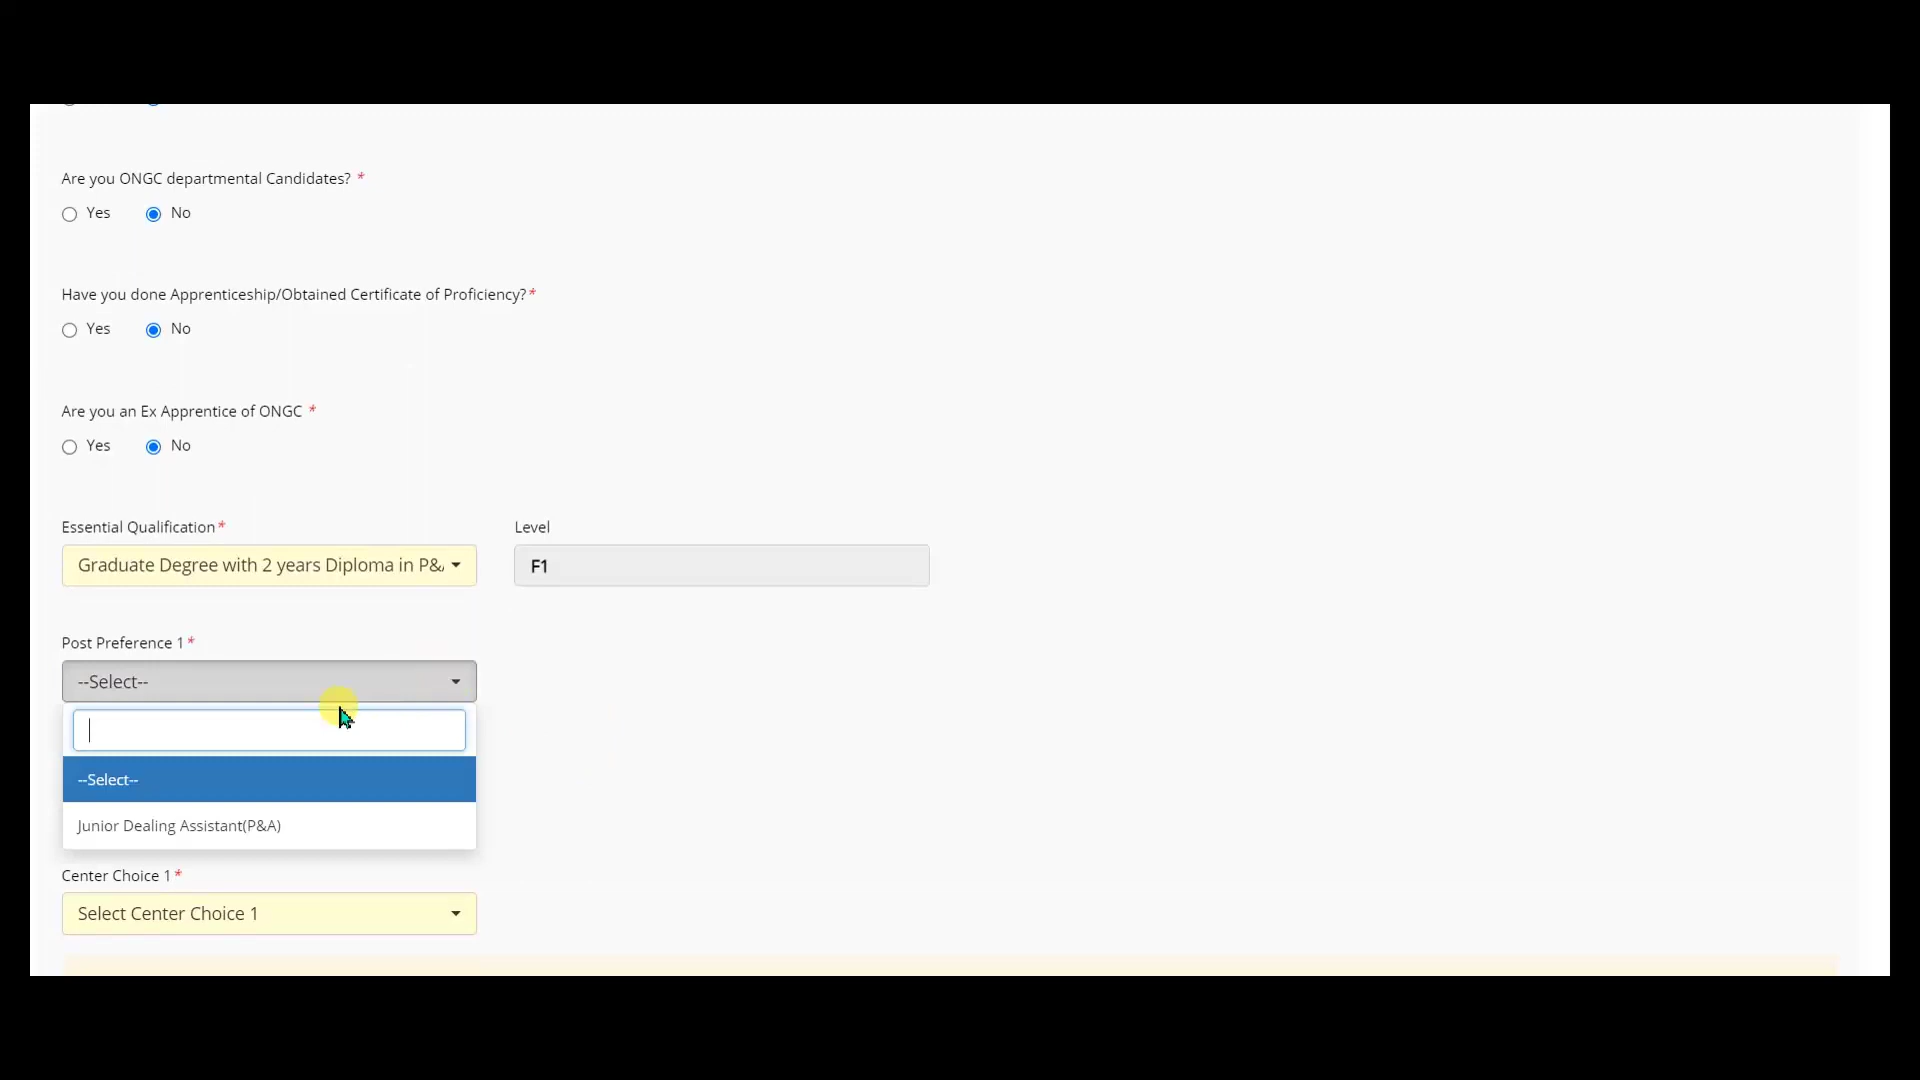 Are you ONGC departmental Candidates? *
Yes No
Have you done Apprenticeship/Obtained Certificate of Proficiency?*
Yes No
Are you an Ex Apprentice of ONGC *
Yes No
Essential Qualification* Level
Graduate Degree with 2 years Diploma in P& F1
Post Preference 1*
--Select--
--Select--
Junior Dealing Assistant(P&A)
Center Choice 1*
Select Center Choice 1